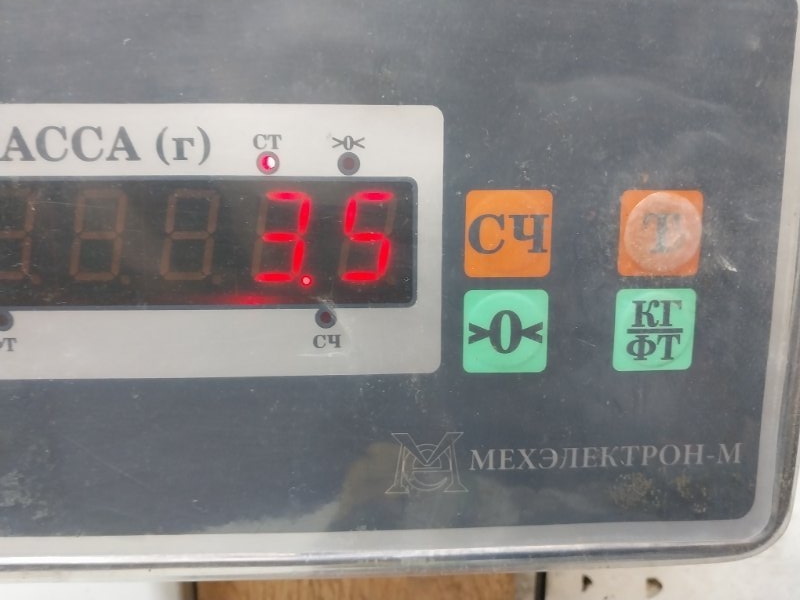 АССА (г)
СТ >0<
3.5
СЧ Т
>0< КГ
ФТ
СЧ
МЕХЭЛЕКТРОН-М